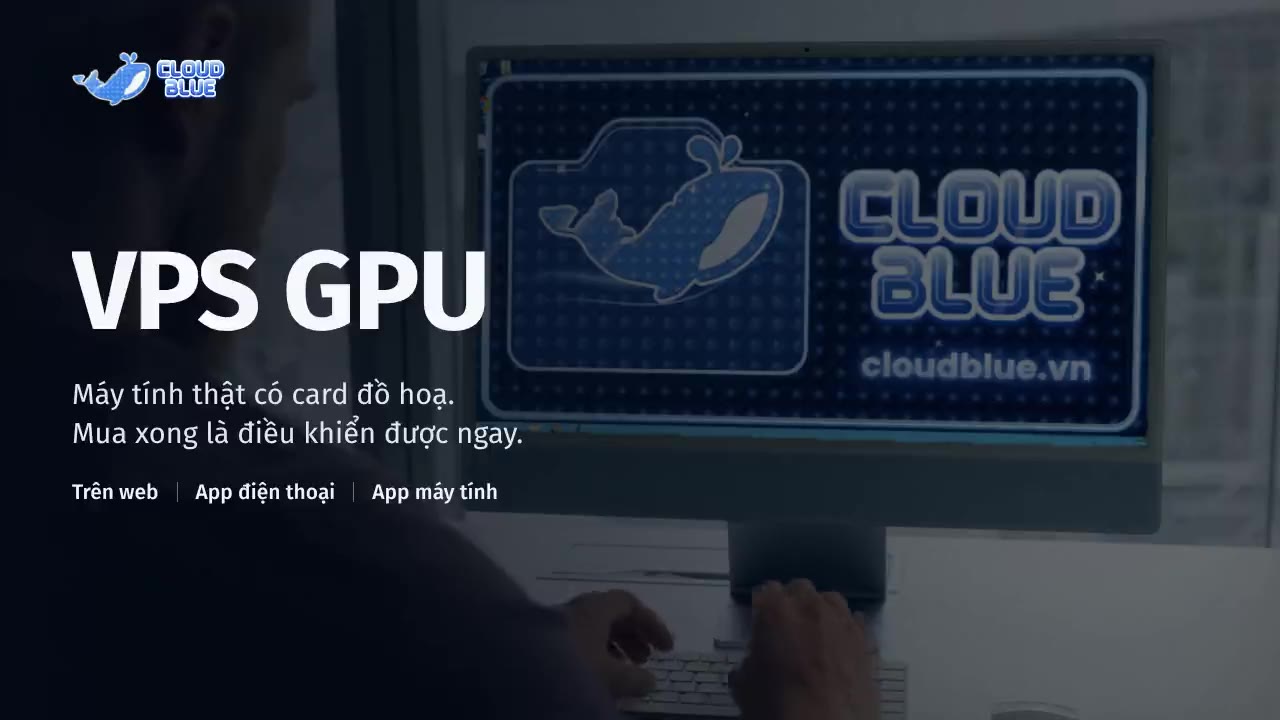 CLOUD
BLUE
CLOUD
BLUE
cloudblue.vn
VPS GPU
Máy tính thật có card đồ hoạ.
Mua xong là điều khiển được ngay.
Trên web
App điện thoại
App máy tính